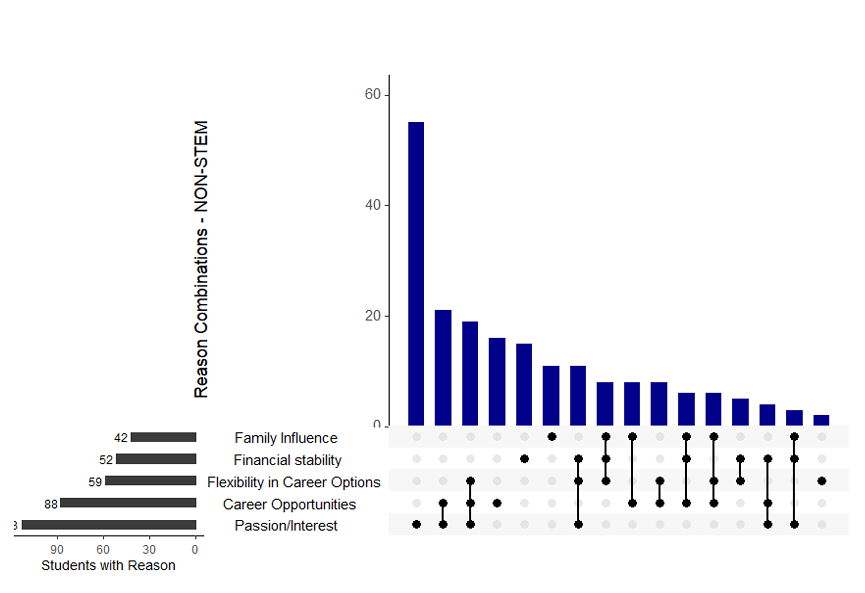 Reason Combinations - NON-STEM
60
40
20
0
42 Family Influence
52 Financial stability
59 Flexibility in Career Options
88 Career Opportunities
3 Passion/Interest
90 60 30 0
Students with Reason